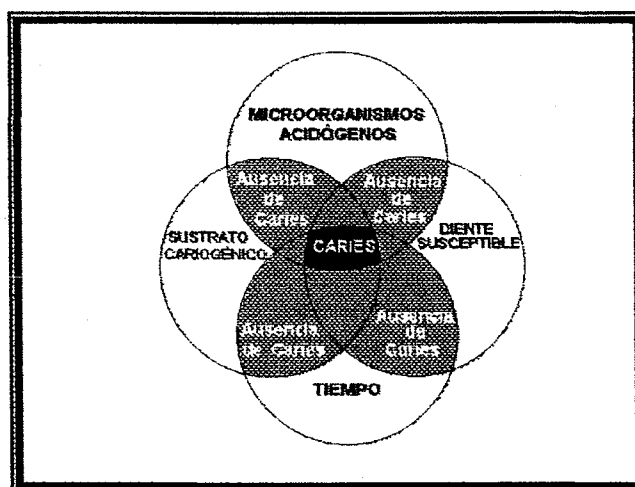 MICROORGANISMOS
ACIDÓGENOS
Ausencia
de
Caries
Ausencia
de
Caries
SUSTRATO
CARIOGÉNICO
CARIES
DIENTE
SUSCEPTIBLE
Ausencia
de Caries
Ausencia
de
Caries
TIEMPO